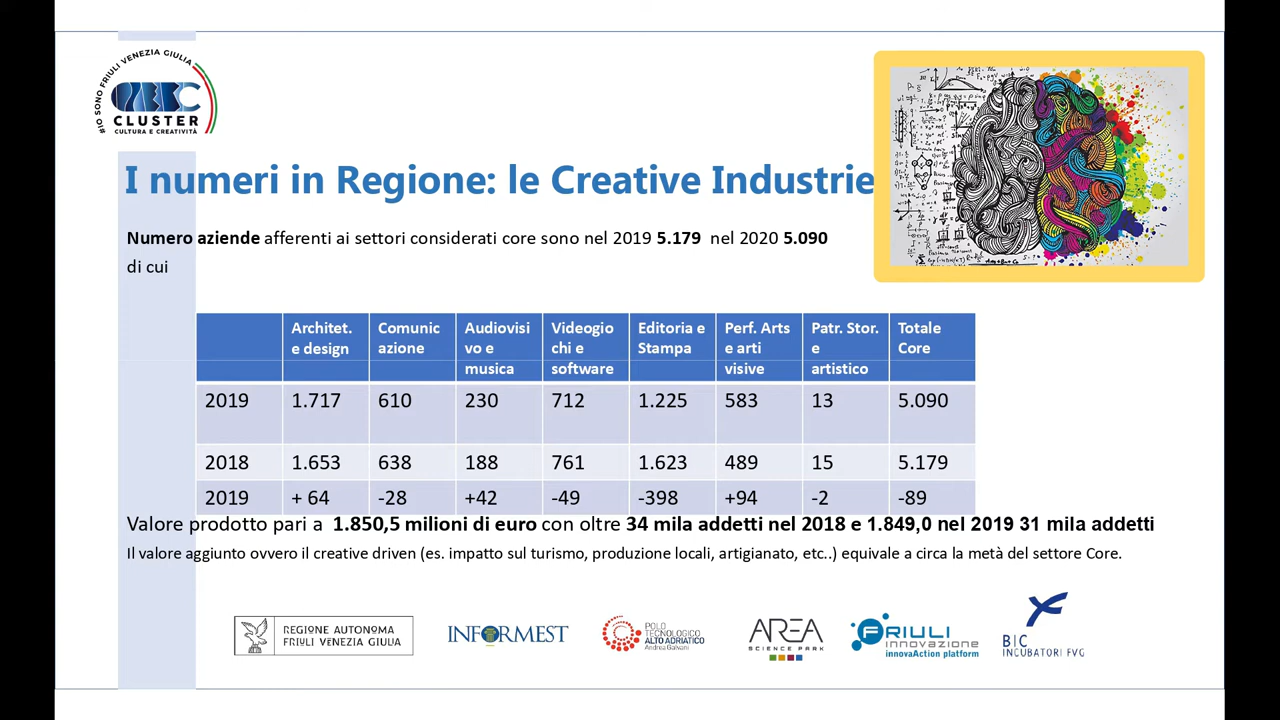 #IO SONO FRIULI VENEZIA GIULIA
CLUSTER
CULTURA E CREATIVITÀ
I numeri in Regione: le Creative Industrie
Numero aziende afferenti ai settori considerati core sono nel 2019 5.179 nel 2020 5.090
di cui
Architet. e design Comunicazione Audiovisivo e musica Videogiochi e software Editoria e Stampa Perf. Arts e arti visive Patr. Stor. e artistico Totale Core
2019 1.717 610 230 712 1.225 583 13 5.090
2018 1.653 638 188 761 1.623 489 15 5.179
2019 + 64 -28 +42 -49 -398 +94 -2 -89
Valore prodotto pari a 1.850,5 milioni di euro con oltre 34 mila addetti nel 2018 e 1.849,0 nel 2019 31 mila addetti
Il valore aggiunto ovvero il creative driven (es. impatto sul turismo, produzione locali, artigianato, etc..) equivale a circa la metà del settore Core.
REGIONE AUTONOMA
FRIULI VENEZIA GIULIA
INFORMEST
POLO
TECNOLOGICO
ALTO ADRIATICO
Andrea Galvani
AREA
SCIENCE PARK
FRIULI
innovazione
innovaAction platform
BIC
INCUBATORI FVG